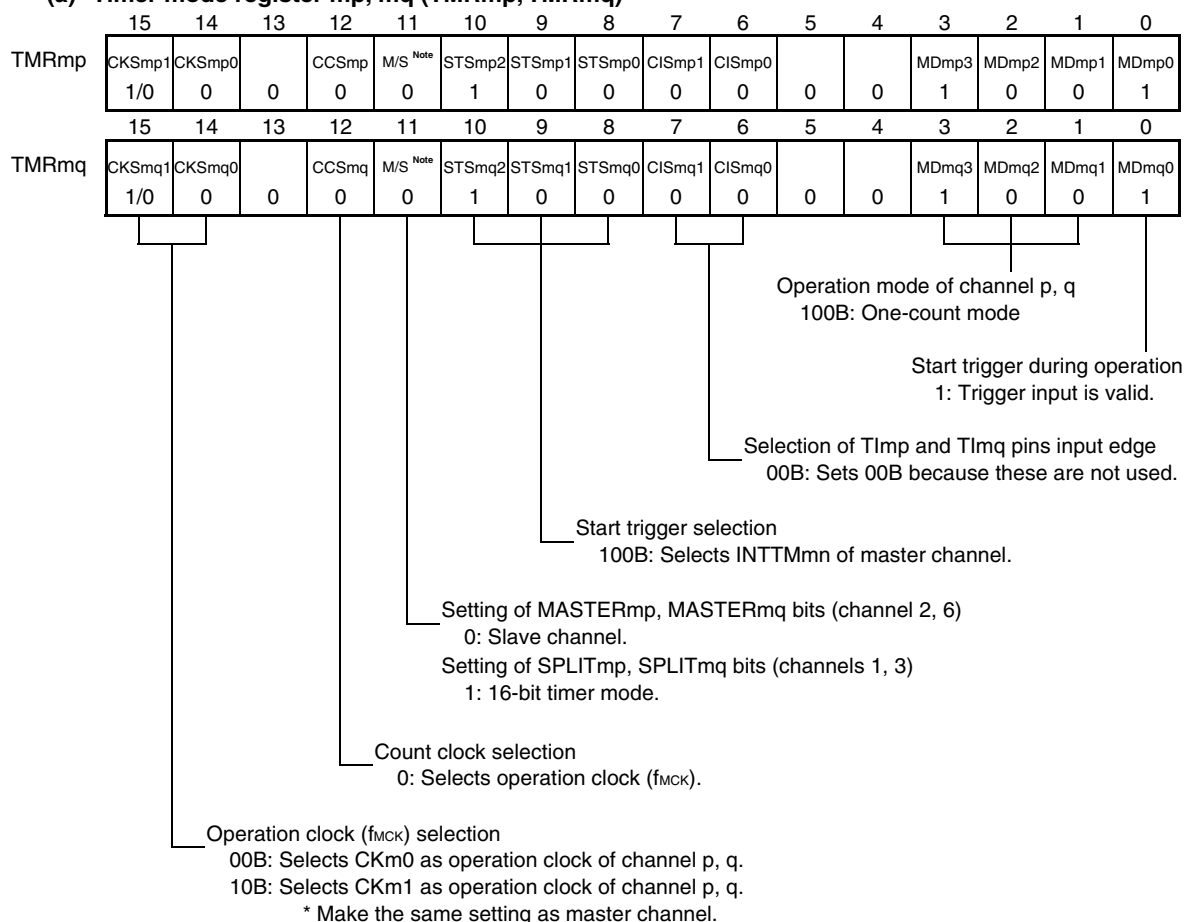 (a) Timer mode register mp, mq (TMRmp, TMRmq)
15 14 13 12 11 10 9 8 7 6 5 4 3 2 1 0
TMRmp CKSmp1 CKSmp0 CCSmp M/S Note STSmp2 STSmp1 STSmp0 CISmp1 CISmp0 MDmp3 MDmp2 MDmp1 MDmp0
1/0 0 0 0 0 1 0 0 0 0 0 0 1 0 0 1
15 14 13 12 11 10 9 8 7 6 5 4 3 2 1 0
TMRmq CKSmq1 CKSmq0 CCSmq M/S Note STSmq2 STSmq1 STSmq0 CISmq1 CISmq0 MDmq3 MDmq2 MDmq1 MDmq0
1/0 0 0 0 0 1 0 0 0 0 0 0 1 0 0 1
Operation mode of channel p, q
100B: One-count mode
Start trigger during operation
1: Trigger input is valid.
Selection of TImp and TImq pins input edge
00B: Sets 00B because these are not used.
Start trigger selection
100B: Selects INTTMmn of master channel.
Setting of MASTERmp, MASTERmq bits (channel 2, 6)
0: Slave channel.
Setting of SPLITmp, SPLITmq bits (channels 1, 3)
1: 16-bit timer mode.
Count clock selection
0: Selects operation clock (fMCK).
Operation clock (fMCK) selection
00B: Selects CKm0 as operation clock of channel p, q.
10B: Selects CKm1 as operation clock of channel p, q.
* Make the same setting as master channel.